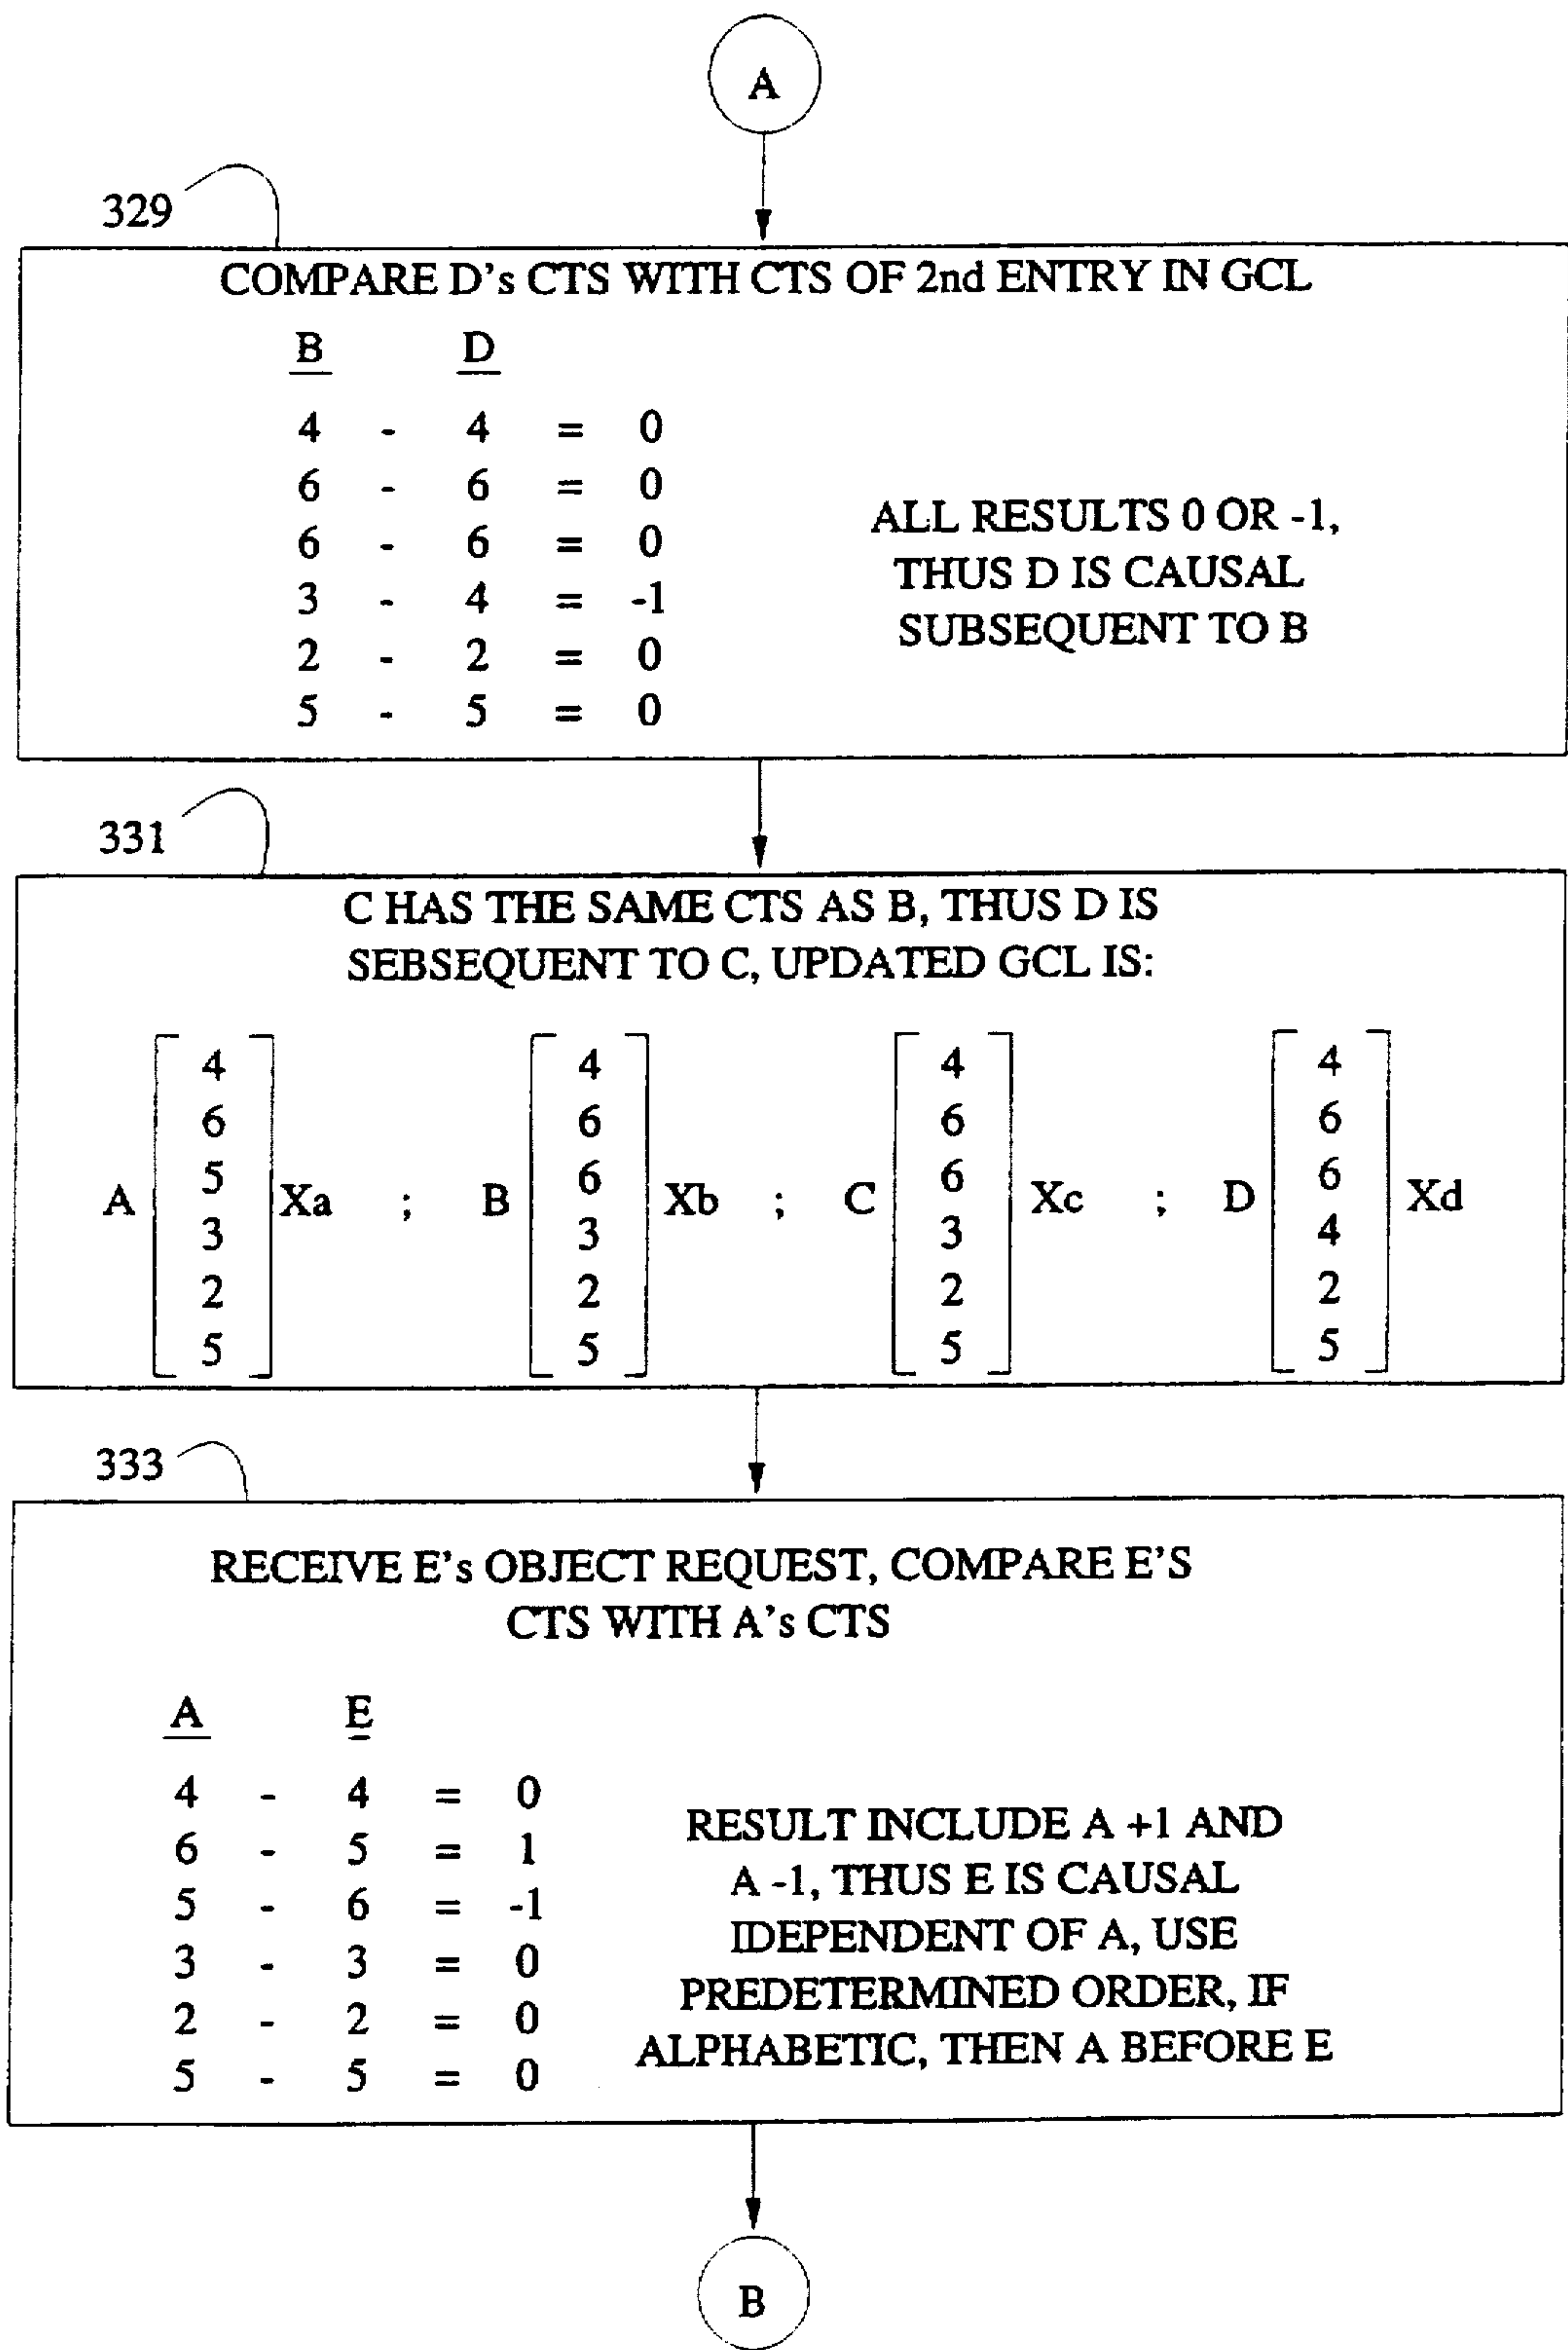 A
329
COMPARE D's CTS WITH CTS OF 2nd ENTRY IN GCL
B D
4 - 4 = 0
6 - 6 = 0
6 - 6 = 0
3 - 4 = -1
2 - 2 = 0
5 - 5 = 0
ALL RESULTS 0 OR -1,
THUS D IS CAUSAL
SUBSEQUENT TO B
331
C HAS THE SAME CTS AS B, THUS D IS
SEBSEQUENT TO C, UPDATED GCL IS:
4 4 4 4
6 6 6 6
5 6 6 6
A Xa ; B Xb ; C Xc ; D Xd
3 3 3 4
2 2 2 2
5 5 5 5
333
RECEIVE E's OBJECT REQUEST, COMPARE E'S
CTS WITH A's CTS
A E
4 - 4 = 0
6 - 5 = 1
5 - 6 = -1
3 - 3 = 0
2 - 2 = 0
5 - 5 = 0
RESULT INCLUDE A +1 AND
A -1, THUS E IS CAUSAL
IDEPENDENT OF A, USE
PREDETERMINED ORDER, IF
ALPHABETIC, THEN A BEFORE E
B